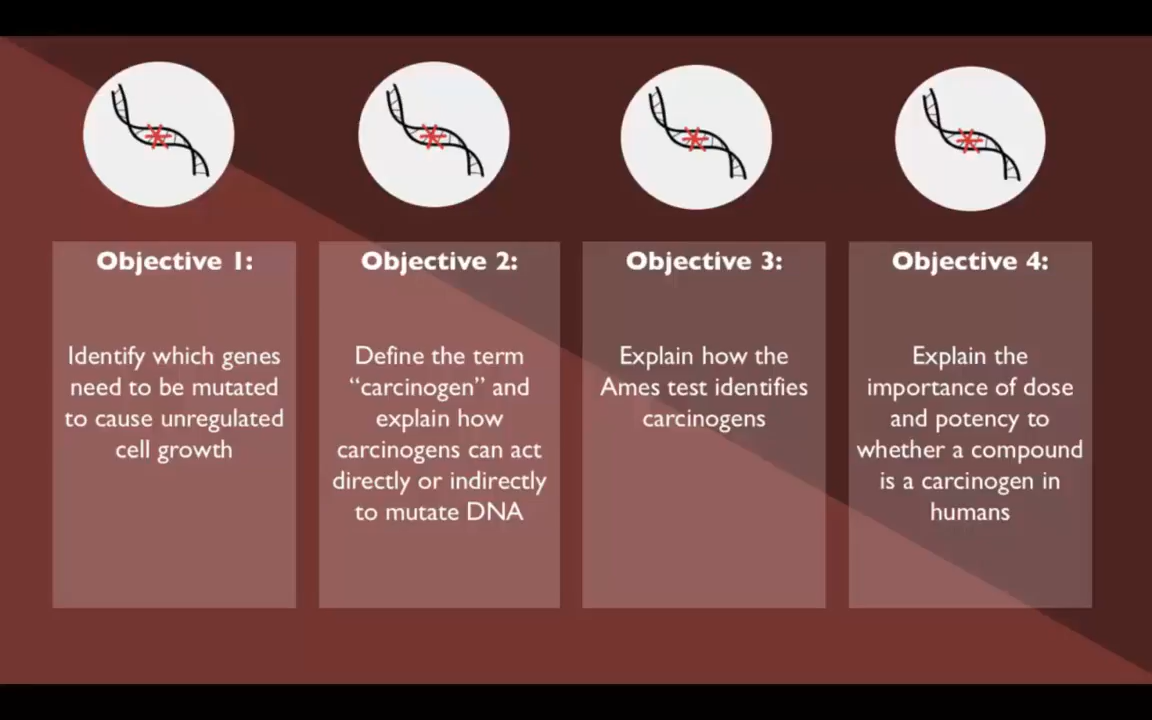 Objective 1:
Identify which genes
need to be mutated
to cause unregulated
cell growth
Objective 2:
Define the term
“carcinogen” and
explain how
carcinogens can act
directly or indirectly
to mutate DNA
Objective 3:
Explain how the
Ames test identifies
carcinogens
Objective 4:
Explain the
importance of dose
and potency to
whether a compound
is a carcinogen in
humans